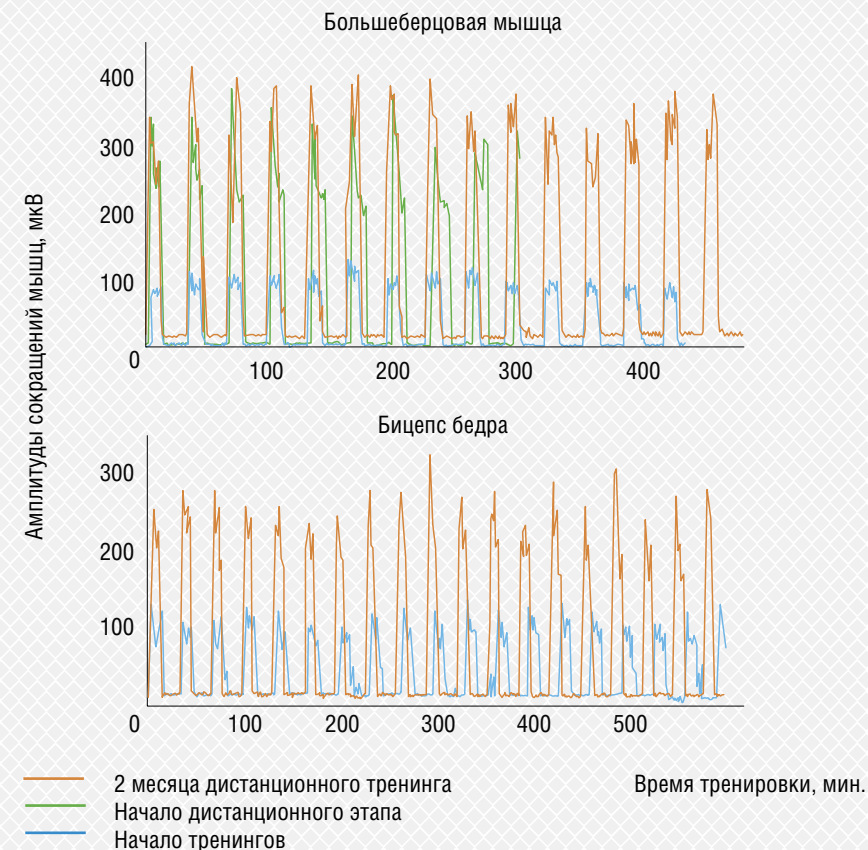 Большеберцовая мышца
Амплитуды сокращений мышц, мкВ
400
300
200
100
0
100 200 300 400
Бицепс бедра
300
200
100
0 100 200 300 400 500
2 месяца дистанционного тренинга
Время тренировки, мин.
Начало дистанционного этапа
Начало тренингов